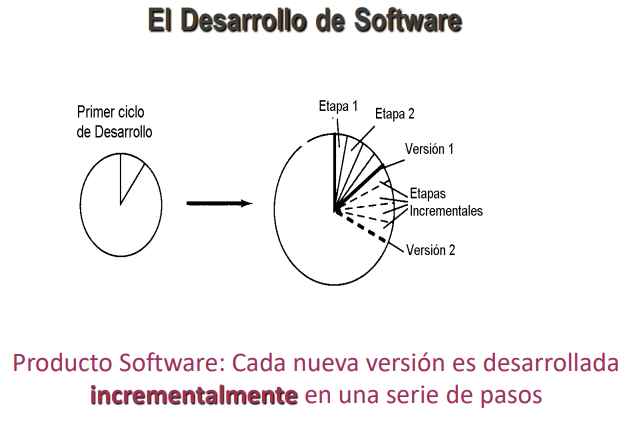 El Desarrollo de Software
Primer ciclo
de Desarrollo
Etapa 1
Etapa 2
Versión 1
Etapas
Incrementales
Versión 2
Producto Software: Cada nueva versión es desarrollada
incrementalmente en una serie de pasos